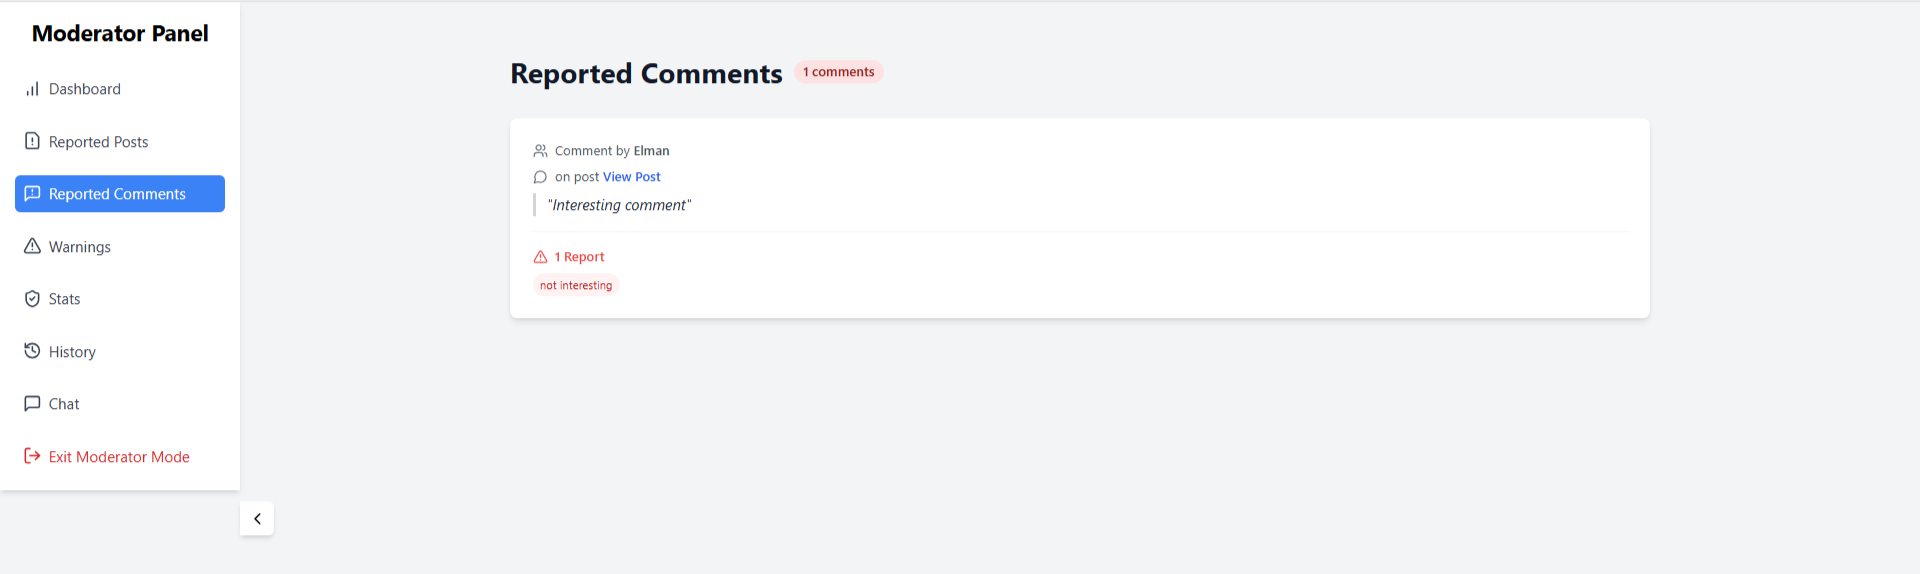 Moderator Panel
Dashboard
Reported Posts
Reported Comments
Warnings
Stats
History
Chat
Exit Moderator Mode
Reported Comments 1 comments
Comment by Elman
on post View Post
"Interesting comment"
1 Report
not interesting